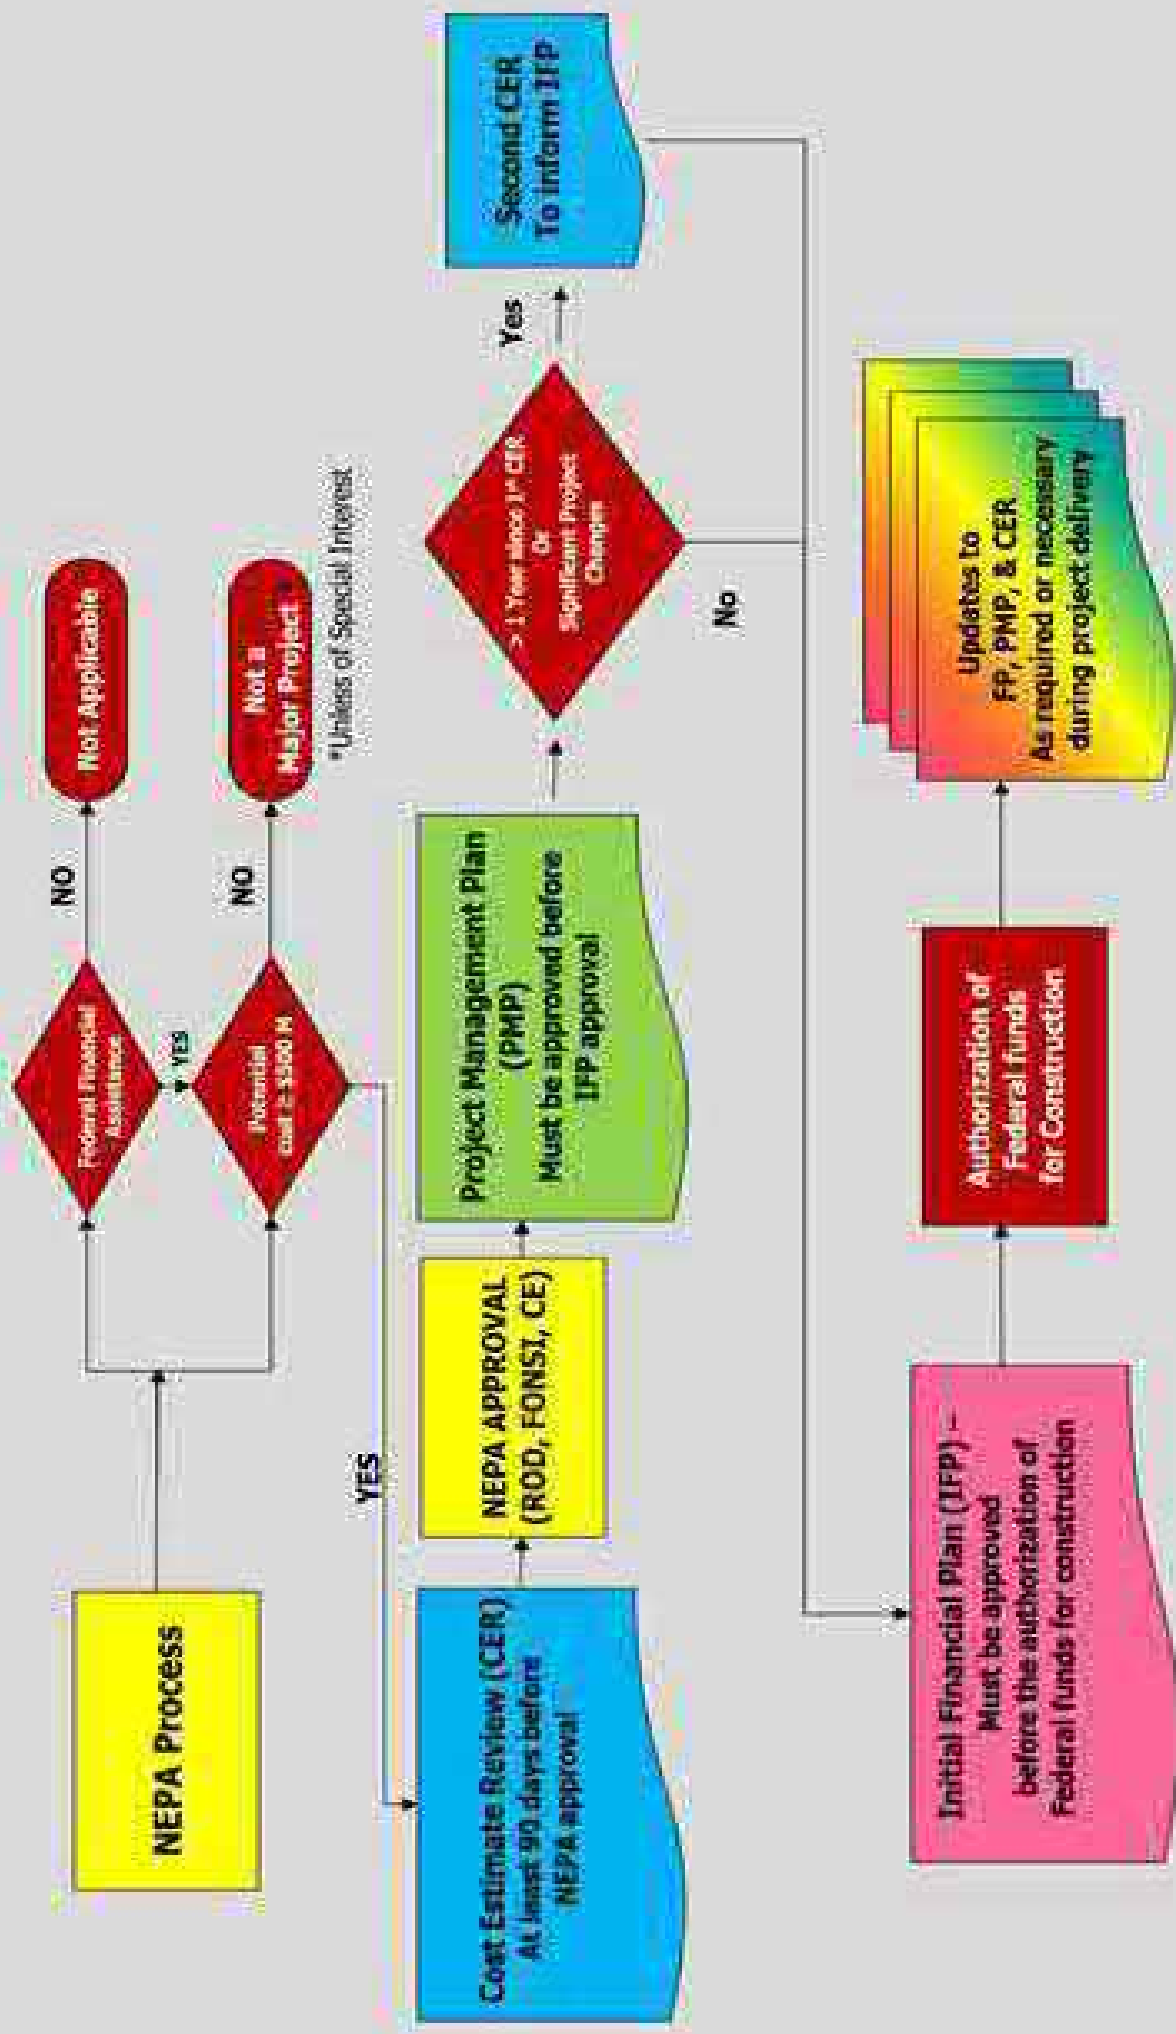 NEPA Process
Federal Financial
Assistance
NO
Not Applicable
YES
Potential
cost ≥ $500 M
NO
Not a
Major Project *
*Unless of Special Interest
YES
Cost Estimate Review (CER)
At least 90 days before
NEPA approval
NEPA APPROVAL
(ROD, FONSI, CE)
Project Management Plan
(PMP)
Must be approved before
IFP approval
> 1 Year since 1st CER
Or
Significant Project
Changes
Yes
Second CER
To inform IFP
No
Initial Financial Plan (IFP) –
Must be approved
before the authorization of
Federal funds for construction
Authorization of
Federal funds
for Construction
Updates to
FP, PMP, & CER
As required or necessary
during project delivery